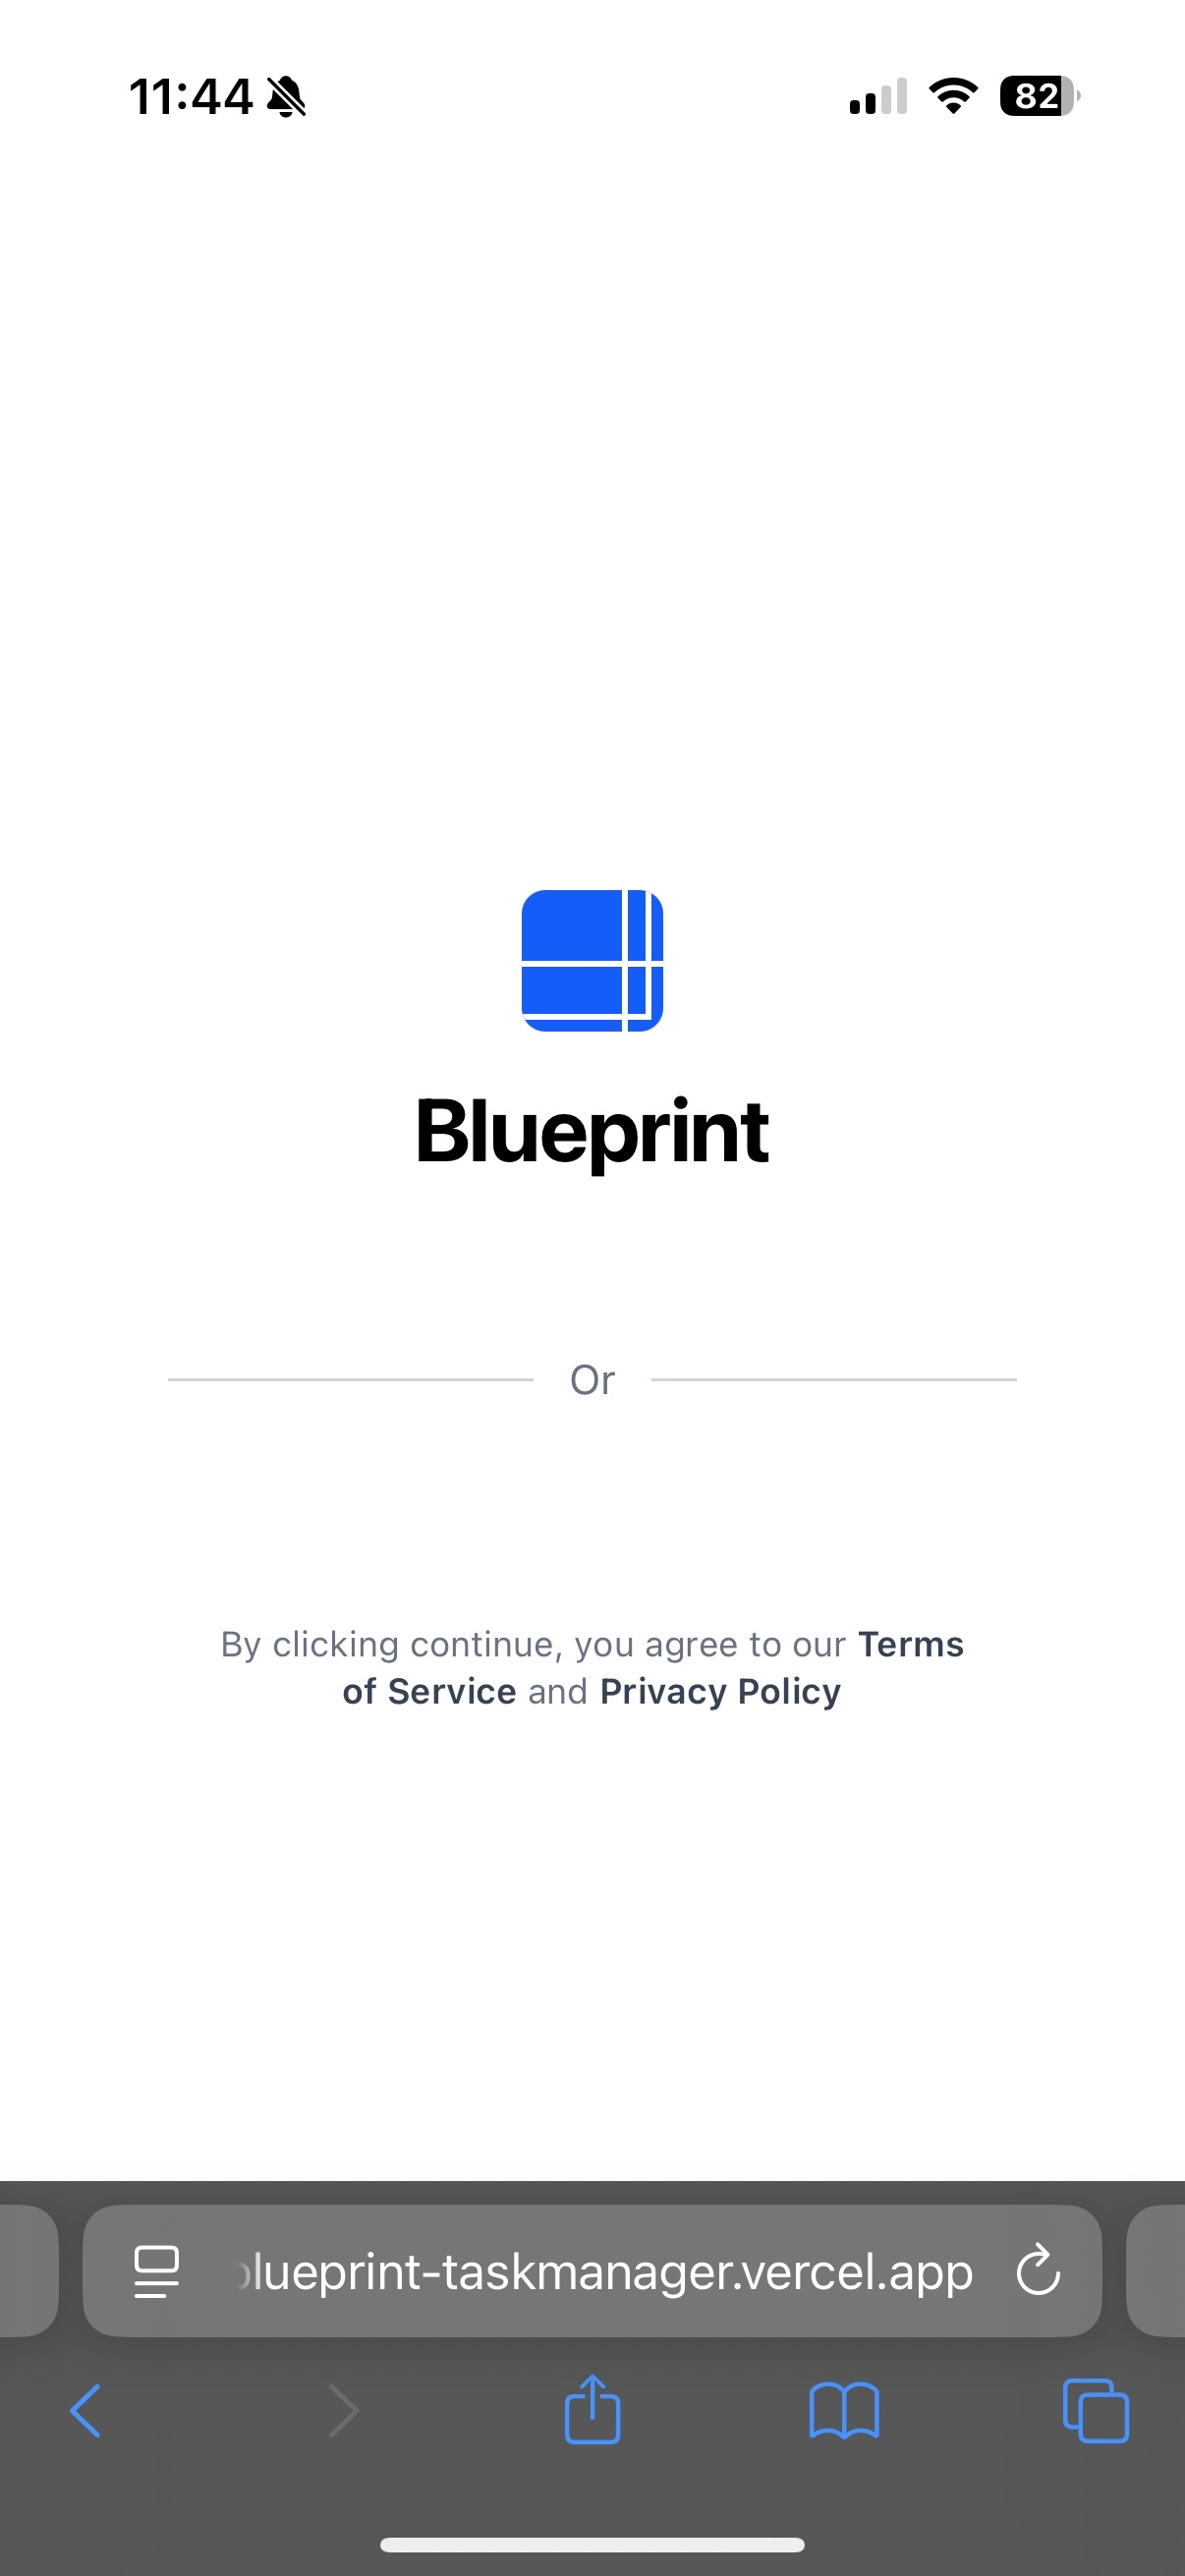 11:44
82
Blueprint
Or
By clicking continue, you agree to our Terms
of Service and Privacy Policy
lueprint-taskmanager.vercel.app